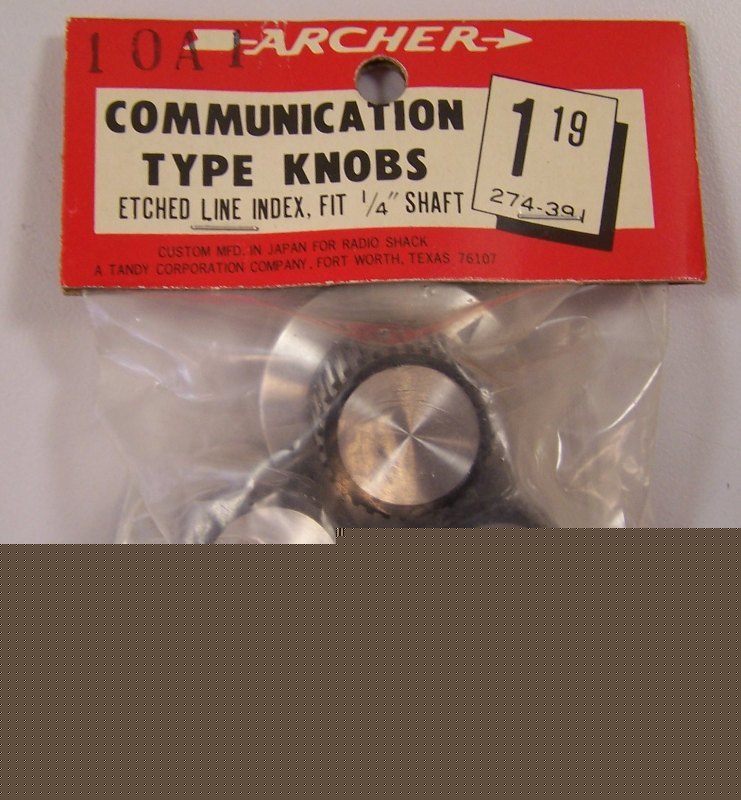 10A1
ARCHER
COMMUNICATION
TYPE KNOBS
ETCHED LINE INDEX, FIT 1/4" SHAFT
1 19
274-391
CUSTOM MFD. IN JAPAN FOR RADIO SHACK
A TANDY CORPORATION COMPANY, FORT WORTH, TEXAS 76107